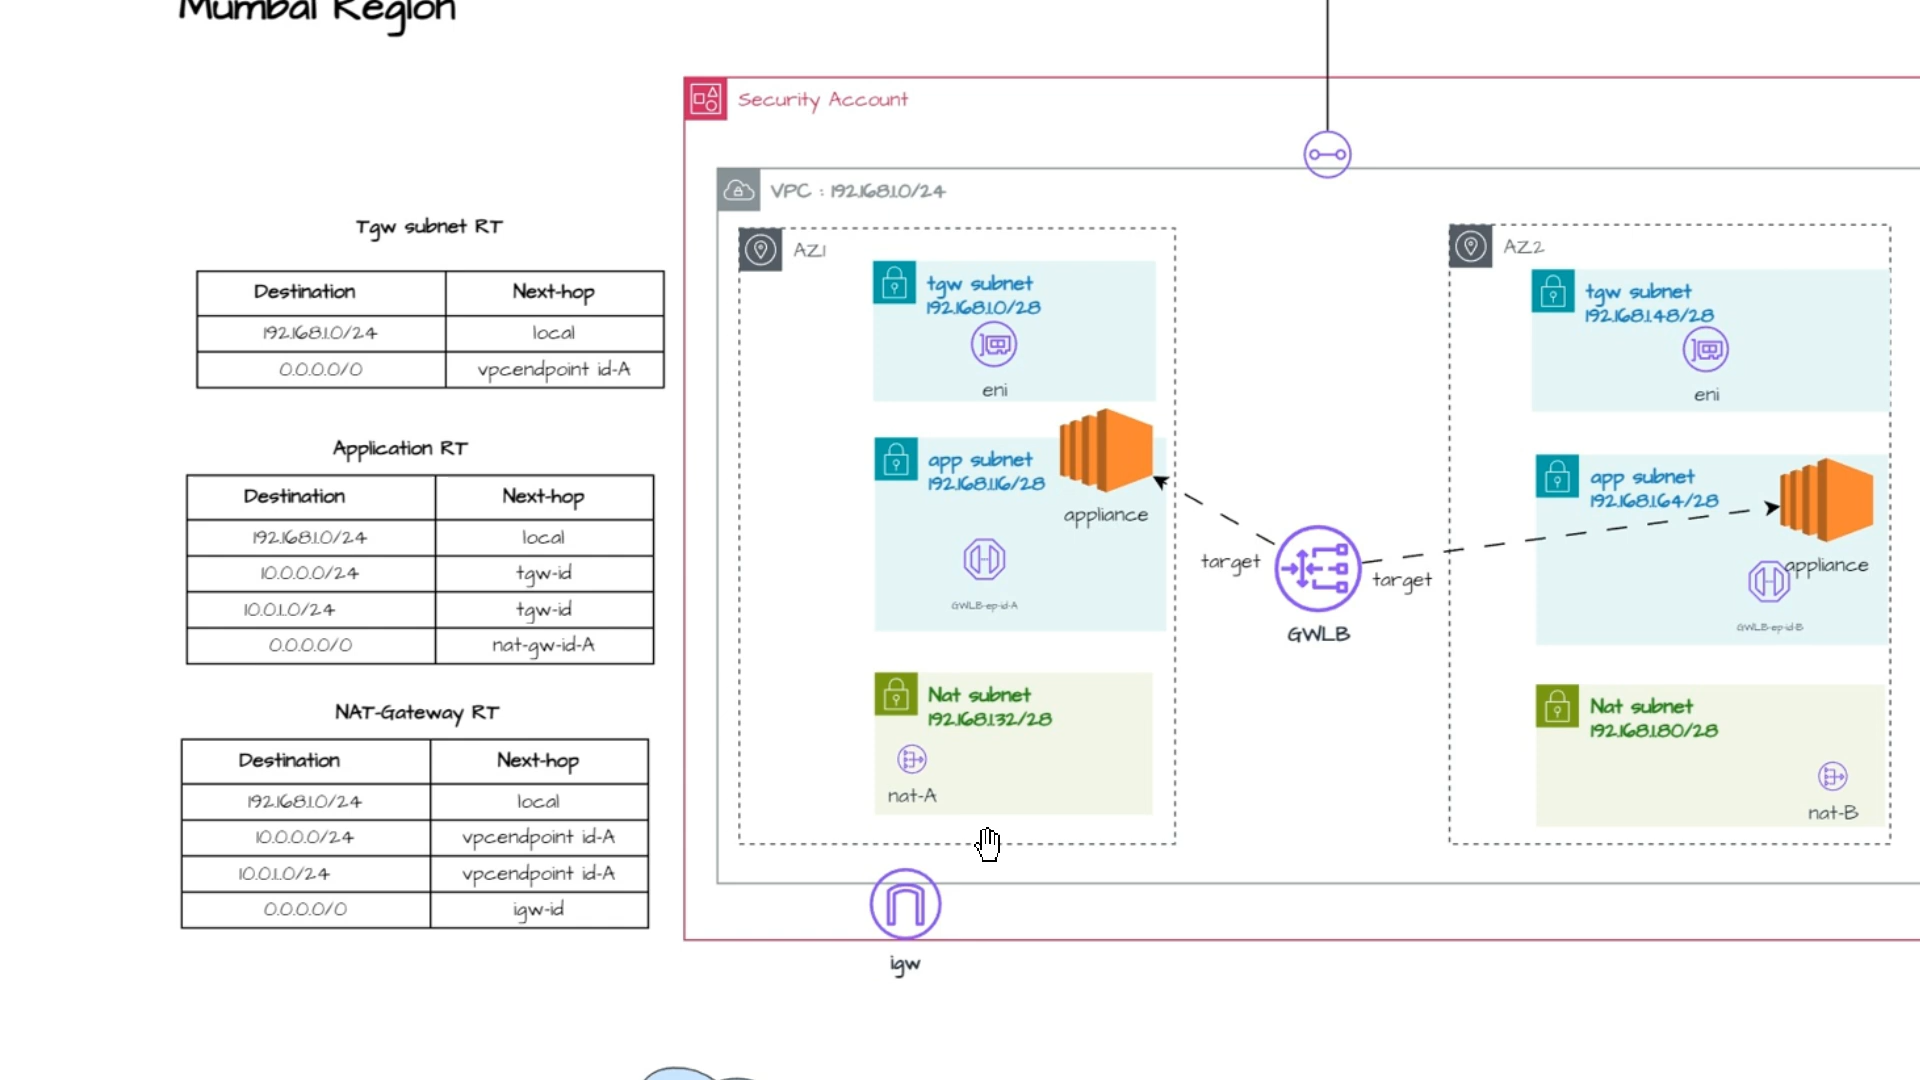 Mumbai Region
Security Account
VPC : 192.168.1.0/24
Tgw subnet RT
Destination Next-hop
192.168.1.0/24 local
0.0.0.0/0 vpcendpoint id-A
Application RT
Destination Next-hop
192.168.1.0/24 local
10.0.0.0/24 tgw-id
10.0.1.0/24 tgw-id
0.0.0.0/0 nat-gw-id-A
NAT-Gateway RT
Destination Next-hop
192.168.1.0/24 local
10.0.0.0/24 vpcendpoint id-A
10.0.1.0/24 vpcendpoint id-A
0.0.0.0/0 igw-id
AZ1
tgw subnet
192.168.1.0/28
eni
app subnet
192.168.1.16/28
appliance
GWLB-ep-id-A
Nat subnet
192.168.1.32/28
nat-A
igw
target
target
GWLB
AZ2
tgw subnet
192.168.1.48/28
eni
app subnet
192.168.1.64/28
appliance
GWLB-ep-id-B
Nat subnet
192.168.1.80/28
nat-B